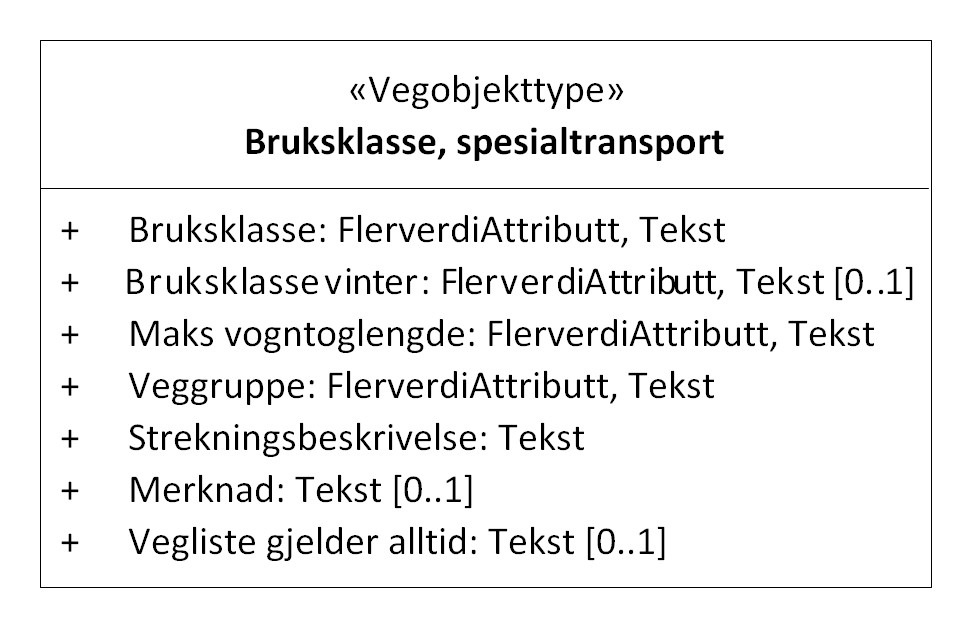 «Vegobjekttype»
Bruksklasse, spesialtransport
+ Bruksklasse: FlerverdiAttributt, Tekst
+ Bruksklasse vinter: FlerverdiAttributt, Tekst [0..1]
+ Maks vogntoglengde: FlerverdiAttributt, Tekst
+ Veggruppe: FlerverdiAttributt, Tekst
+ Strekningsbeskrivelse: Tekst
+ Merknad: Tekst [0..1]
+ Vegliste gjelder alltid: Tekst [0..1]